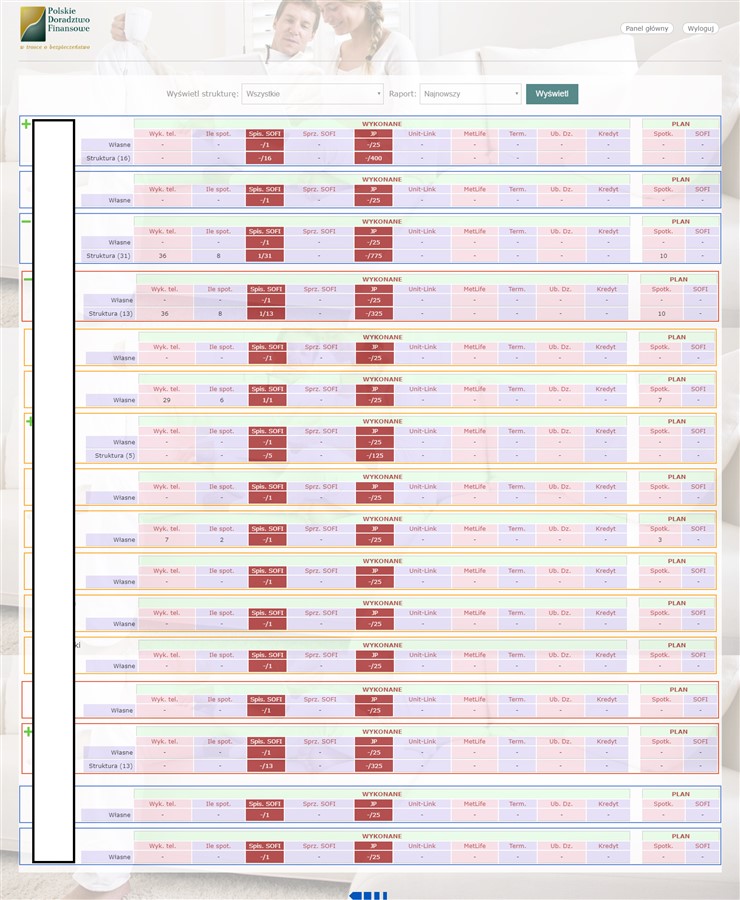 Polskie
Doradztwo
Finansowe
w trosce o bezpieczeństwo
Panel główny Wyloguj
Wyświetl strukturę: Wszystkie Raport: Najnowszy Wyświetl
+ WYKONANE PLAN
Wyk. tel. Ile spot. Spis. SOFI Sprz. SOFI JP Unit-Link MetLife Term. Ub. Dz. Kredyt Spotk. SOFI
Własne - - -/1 - -/25 - - - - - - -
Struktura (16) - - -/16 - -/400 - - - - - - -
WYKONANE PLAN
Wyk. tel. Ile spot. Spis. SOFI Sprz. SOFI JP Unit-Link MetLife Term. Ub. Dz. Kredyt Spotk. SOFI
Własne - - -/1 - -/25 - - - - - - -
− WYKONANE PLAN
Wyk. tel. Ile spot. Spis. SOFI Sprz. SOFI JP Unit-Link MetLife Term. Ub. Dz. Kredyt Spotk. SOFI
Własne - - -/1 - -/25 - - - - - - -
Struktura (31) 36 8 1/31 - -/775 - - - - - 10 -
− WYKONANE PLAN
Wyk. tel. Ile spot. Spis. SOFI Sprz. SOFI JP Unit-Link MetLife Term. Ub. Dz. Kredyt Spotk. SOFI
Własne - - -/1 - -/25 - - - - - - -
Struktura (13) 36 8 1/13 - -/325 - - - - - 10 -
WYKONANE PLAN
Wyk. tel. Ile spot. Spis. SOFI Sprz. SOFI JP Unit-Link MetLife Term. Ub. Dz. Kredyt Spotk. SOFI
Własne - - -/1 - -/25 - - - - - - -
WYKONANE PLAN
Wyk. tel. Ile spot. Spis. SOFI Sprz. SOFI JP Unit-Link MetLife Term. Ub. Dz. Kredyt Spotk. SOFI
Własne 29 6 1/1 - -/25 - - - - - 7 -
+ WYKONANE PLAN
Wyk. tel. Ile spot. Spis. SOFI Sprz. SOFI JP Unit-Link MetLife Term. Ub. Dz. Kredyt Spotk. SOFI
Własne - - -/1 - -/25 - - - - - - -
Struktura (5) - - -/5 - -/125 - - - - - - -
WYKONANE PLAN
Wyk. tel. Ile spot. Spis. SOFI Sprz. SOFI JP Unit-Link MetLife Term. Ub. Dz. Kredyt Spotk. SOFI
Własne - - -/1 - -/25 - - - - - - -
WYKONANE PLAN
Wyk. tel. Ile spot. Spis. SOFI Sprz. SOFI JP Unit-Link MetLife Term. Ub. Dz. Kredyt Spotk. SOFI
Własne 7 2 -/1 - -/25 - - - - - 3 -
WYKONANE PLAN
Wyk. tel. Ile spot. Spis. SOFI Sprz. SOFI JP Unit-Link MetLife Term. Ub. Dz. Kredyt Spotk. SOFI
Własne - - -/1 - -/25 - - - - - - -
WYKONANE PLAN
Wyk. tel. Ile spot. Spis. SOFI Sprz. SOFI JP Unit-Link MetLife Term. Ub. Dz. Kredyt Spotk. SOFI
Własne - - -/1 - -/25 - - - - - - -
ki WYKONANE PLAN
Wyk. tel. Ile spot. Spis. SOFI Sprz. SOFI JP Unit-Link MetLife Term. Ub. Dz. Kredyt Spotk. SOFI
Własne - - -/1 - -/25 - - - - - - -
WYKONANE PLAN
Wyk. tel. Ile spot. Spis. SOFI Sprz. SOFI JP Unit-Link MetLife Term. Ub. Dz. Kredyt Spotk. SOFI
Własne - - -/1 - -/25 - - - - - - -
+ WYKONANE PLAN
Wyk. tel. Ile spot. Spis. SOFI Sprz. SOFI JP Unit-Link MetLife Term. Ub. Dz. Kredyt Spotk. SOFI
Własne - - -/1 - -/25 - - - - - - -
Struktura (13) - - -/13 - -/325 - - - - - - -
WYKONANE PLAN
Wyk. tel. Ile spot. Spis. SOFI Sprz. SOFI JP Unit-Link MetLife Term. Ub. Dz. Kredyt Spotk. SOFI
Własne - - -/1 - -/25 - - - - - - -
WYKONANE PLAN
Wyk. tel. Ile spot. Spis. SOFI Sprz. SOFI JP Unit-Link MetLife Term. Ub. Dz. Kredyt Spotk. SOFI
Własne - - -/1 - -/25 - - - - - - -